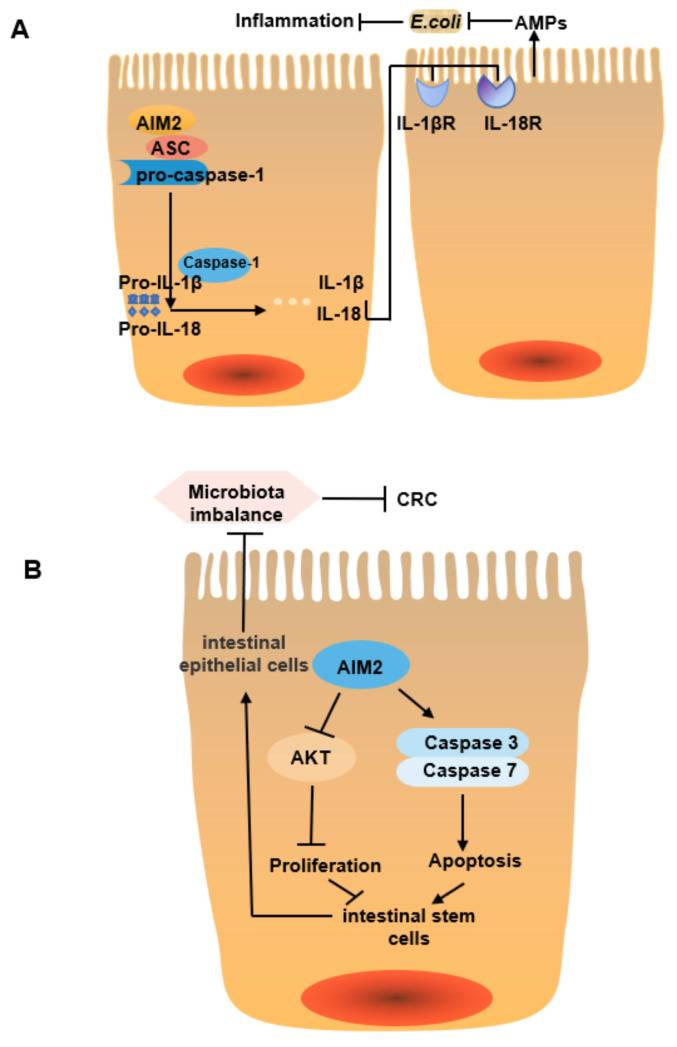 A
Inflammation
E.coli
AMPs
IL-1βR
IL-18R
AIM2
ASC
pro-caspase-1
Caspase-1
Pro-IL-1β
Pro-IL-18
IL-1β
IL-18
B
Microbiota
imbalance
CRC
intestinal
epithelial cells
AIM2
AKT
Caspase 3
Caspase 7
Proliferation
Apoptosis
intestinal stem
cells